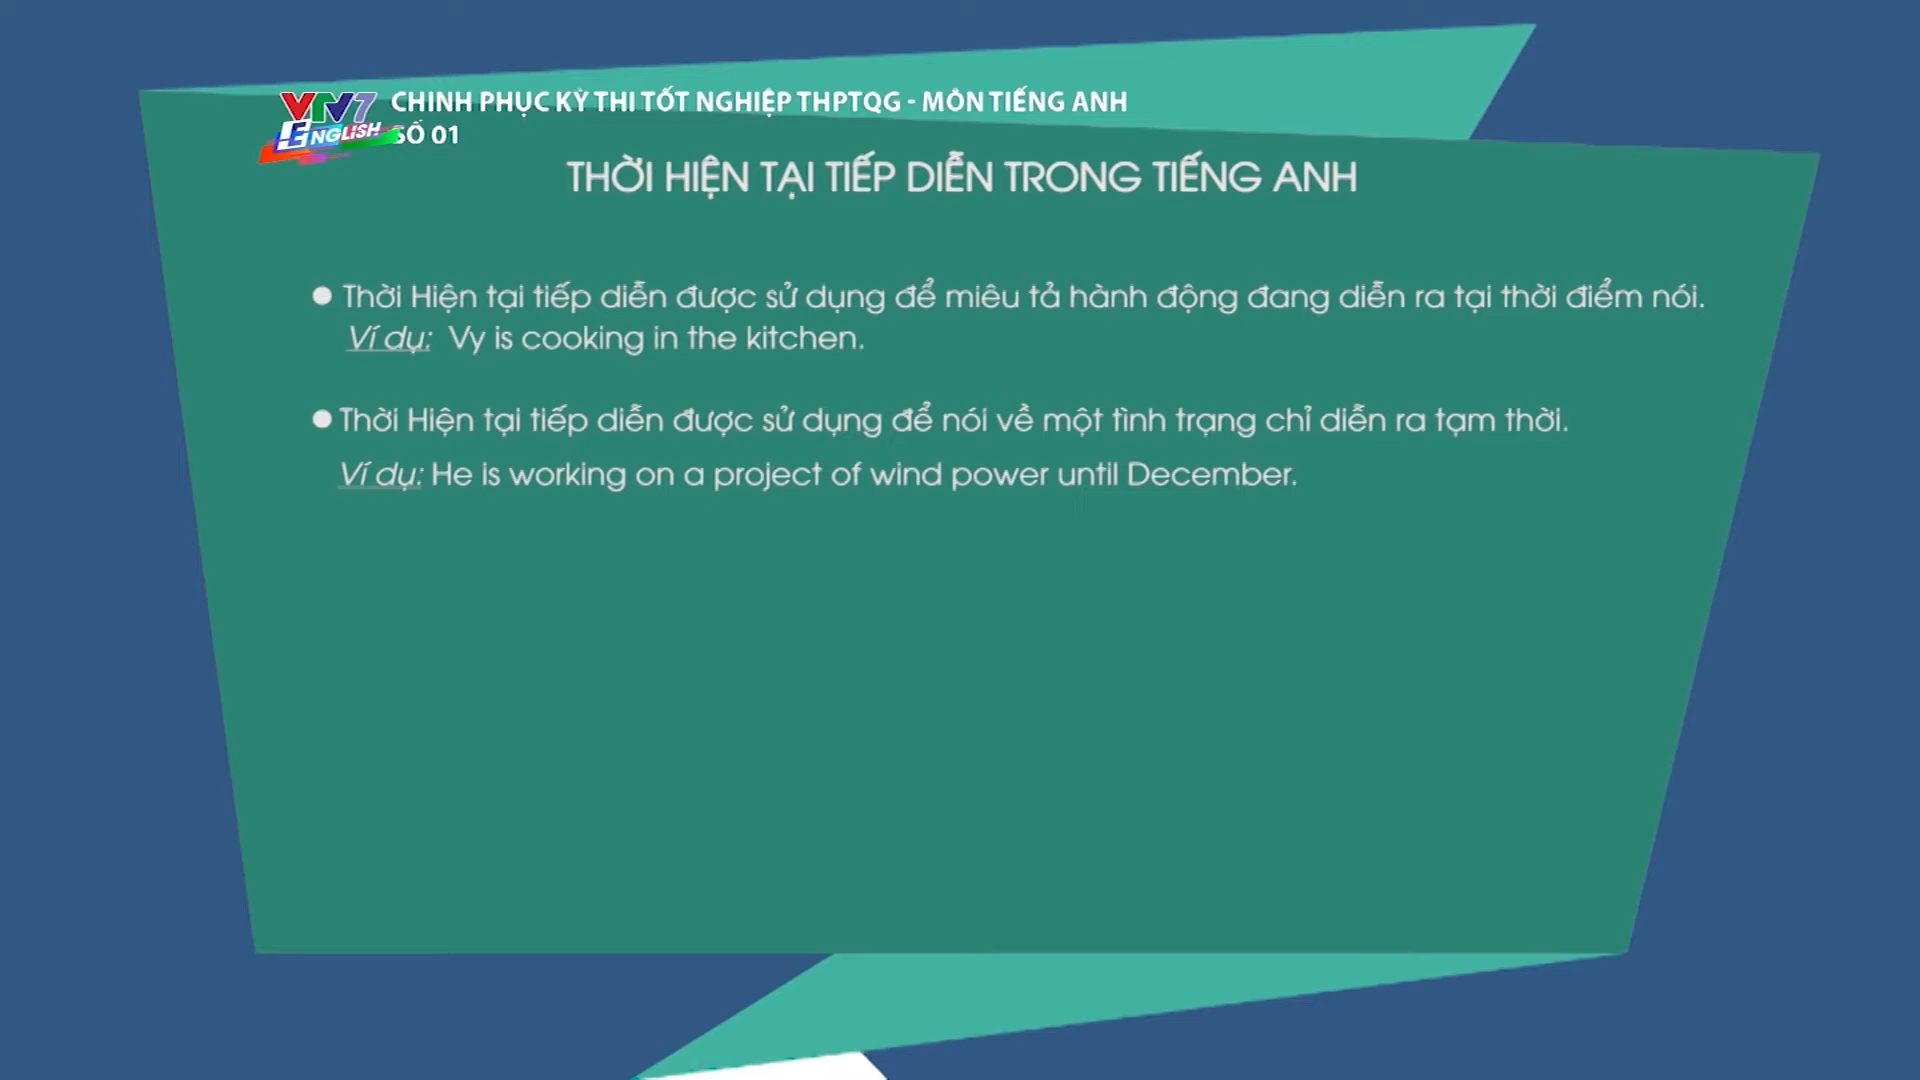 VTV7
ENGLISH
CHINH PHỤC KỲ THI TỐT NGHIỆP THPTQG - MÔN TIẾNG ANH
SỐ 01
THỜI HIỆN TẠI TIẾP DIỄN TRONG TIẾNG ANH
Thời Hiện tại tiếp diễn được sử dụng để miêu tả hành động đang diễn ra tại thời điểm nói.
Ví dụ: Vy is cooking in the kitchen.
Thời Hiện tại tiếp diễn được sử dụng để nói về một tình trạng chỉ diễn ra tạm thời.
Ví dụ: He is working on a project of wind power until December.